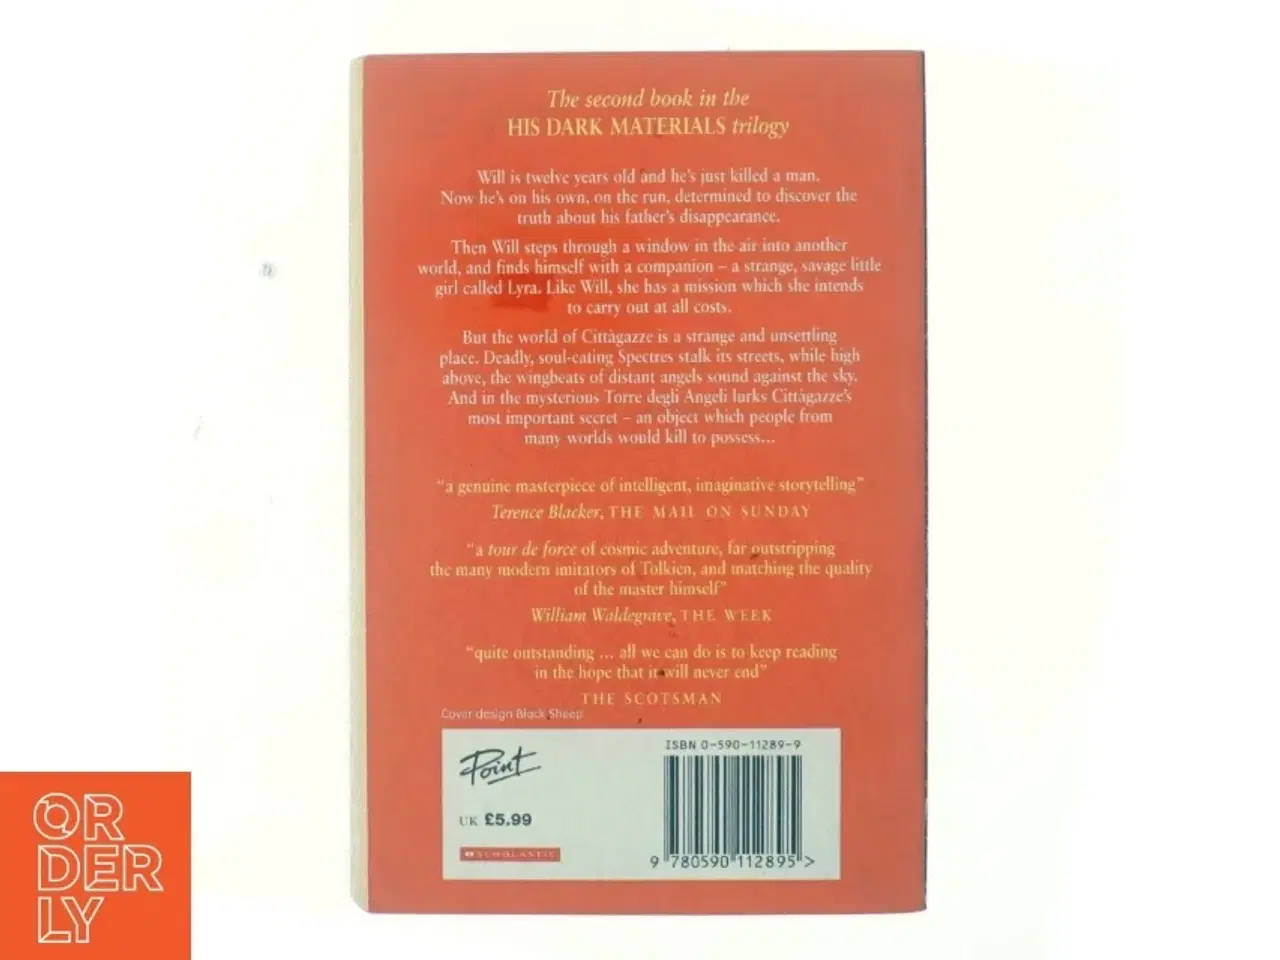 The second book in the
HIS DARK MATERIALS trilogy
Will is twelve years old and he's just killed a man.
Now he's on his own, on the run, determined to discover the
truth about his father's disappearance.
Then Will steps through a window in the air into another
world, and finds himself with a companion – a strange, savage little
girl called Lyra. Like Will, she has a mission which she intends
to carry out at all costs.
But the world of Cittàgazze is a strange and unsettling
place. Deadly, soul-eating Spectres stalk its streets, while high
above, the wingbeats of distant angels sound against the sky.
And in the mysterious Torre degli Angeli lurks Cittàgazze's
most important secret – an object which people from
many worlds would kill to possess...
"a genuine masterpiece of intelligent, imaginative storytelling"
Terence Blacker, THE MAIL ON SUNDAY
"a tour de force of cosmic adventure, far outstripping
the many modern imitators of Tolkien, and matching the quality
of the master himself"
William Waldegrave, THE WEEK
"quite outstanding ... all we can do is to keep reading
in the hope that it will never end"
THE SCOTSMAN
Cover design Black Sheep
Point
UK £5.99
SCHOLASTIC
ISBN 0-590-11289-9
9 780590 112895 >
OR
DER
LY